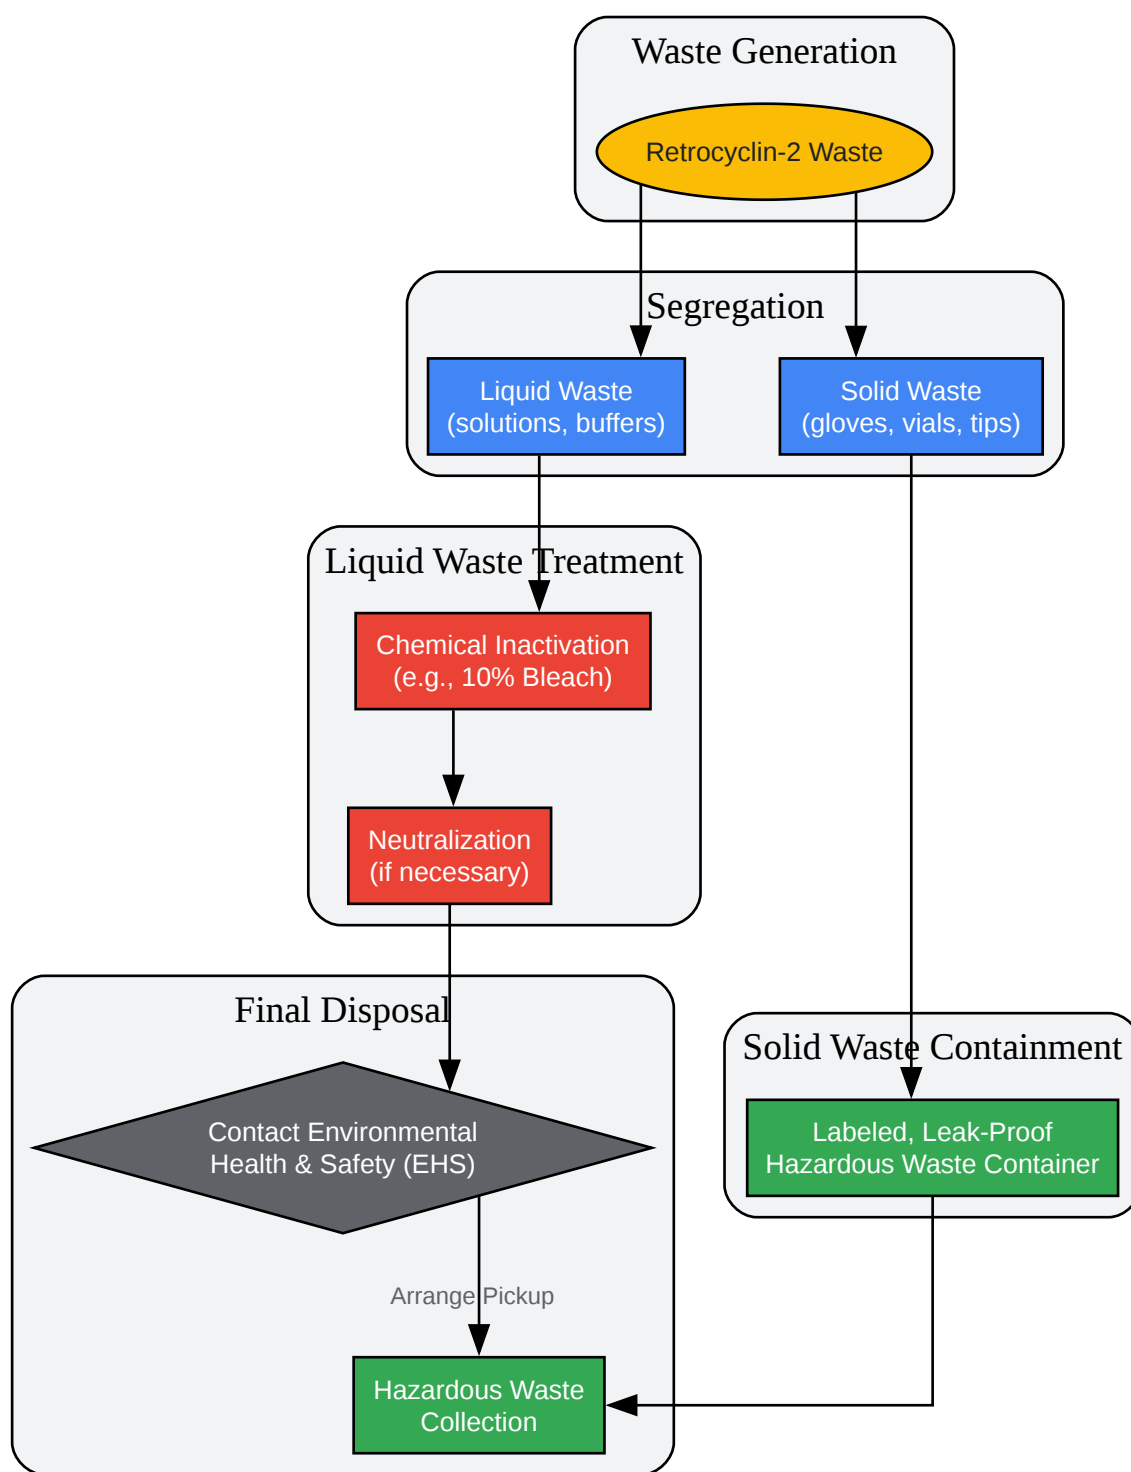 Waste Generation
Retrocyclin-2 Waste
Segregation
Liquid Waste
(solutions, buffers)
Solid Waste
(gloves, vials, tips)
Liquid Waste Treatment
Chemical Inactivation
(e.g., 10% Bleach)
Neutralization
(if necessary)
Final Disposal
Contact Environmental
Health & Safety (EHS)
Solid Waste Containment
Labeled, Leak-Proof
Hazardous Waste Container
Arrange Pickup
Hazardous Waste
Collection